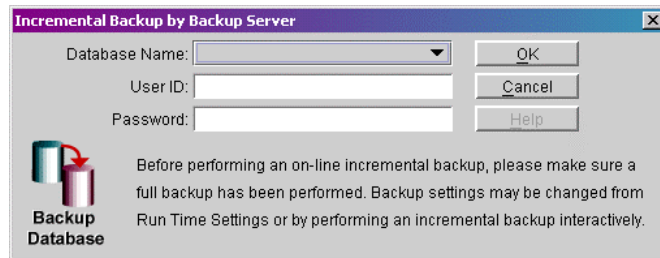 Incremental Backup by Backup Server
Database Name:
OK
User ID:
Cancel
Password:
Help
Before performing an on-line incremental backup, please make sure a
full backup has been performed. Backup settings may be changed from
Run Time Settings or by performing an incremental backup interactively.
Backup
Database